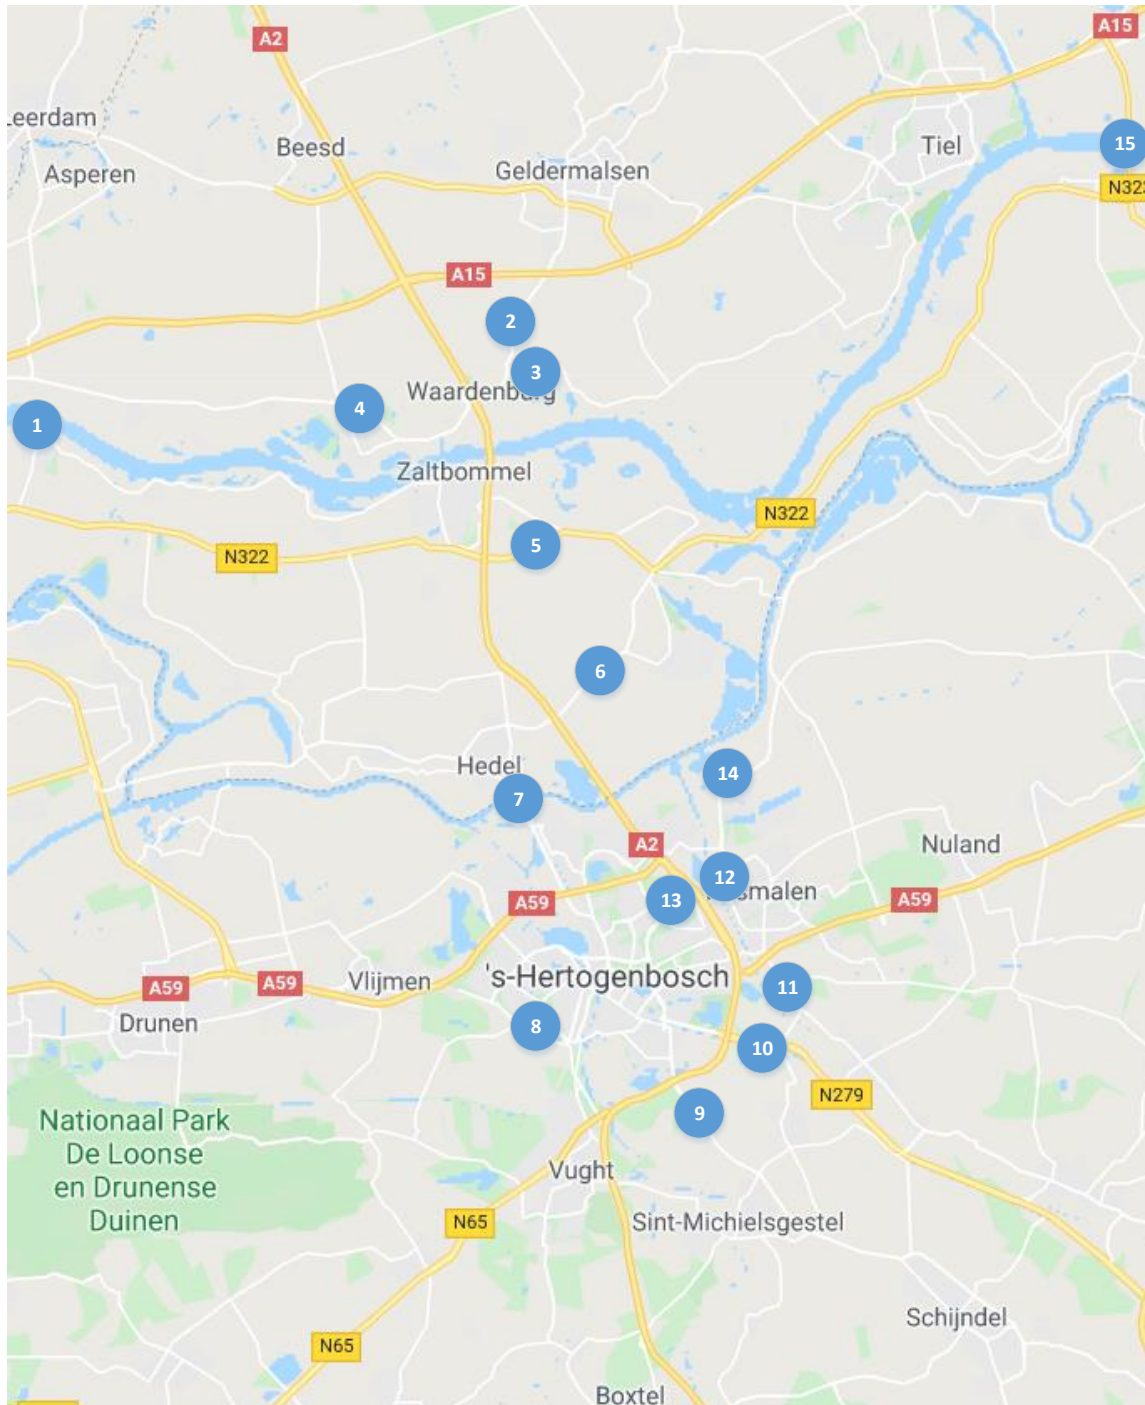 A2
A15
Leerdam
Beesd
Tiel
15
Asperen
Geldermalsen
N323
A15
2
3
Waardenburg
4
1
Zaltbommel
N322
5
N322
6
Hedel
14
7
A2
Nuland
12
Rosmalen
13
A59
A59
's-Hertogenbosch
Vlijmen
A59
A59
11
Drunen
8
10
N279
9
Nationaal Park
De Loonse
en Drunense
Duinen
Vught
N65
Sint-Michielsgestel
Schijndel
N65
Boxtel